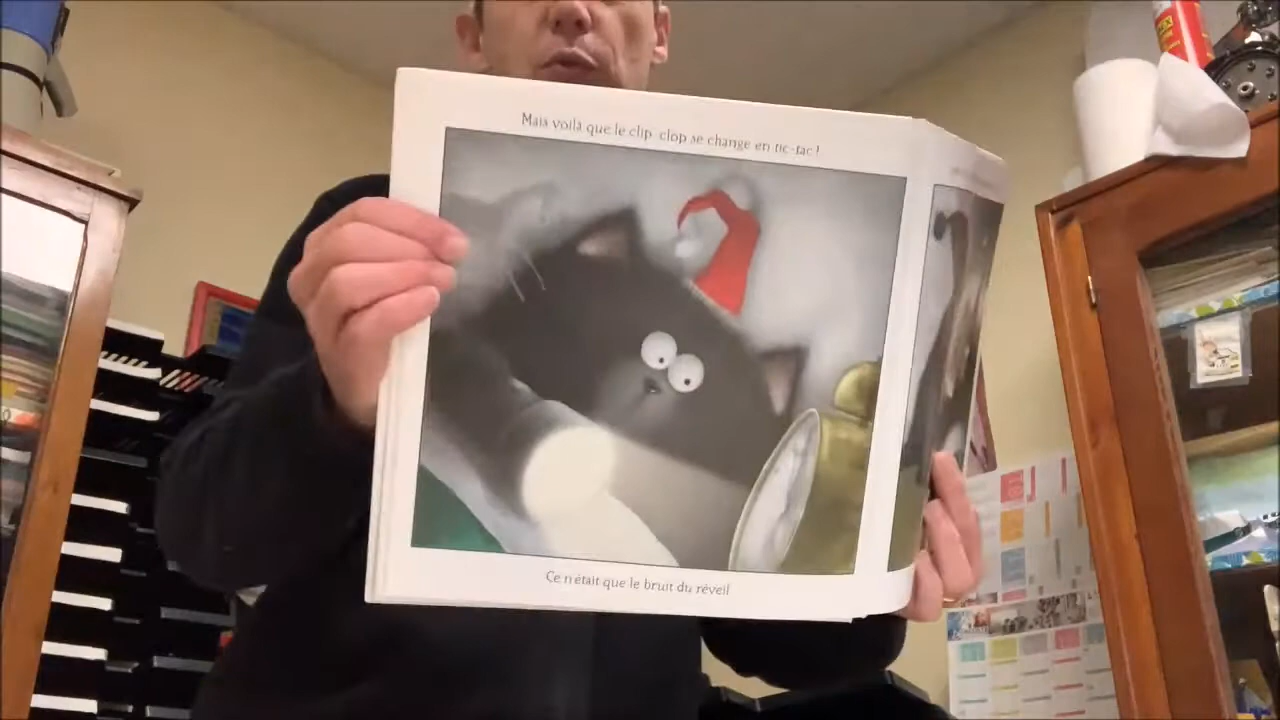 Mais voilà que le clip clop se change en tic-tac !
Ce n'était que le bruit du réveil